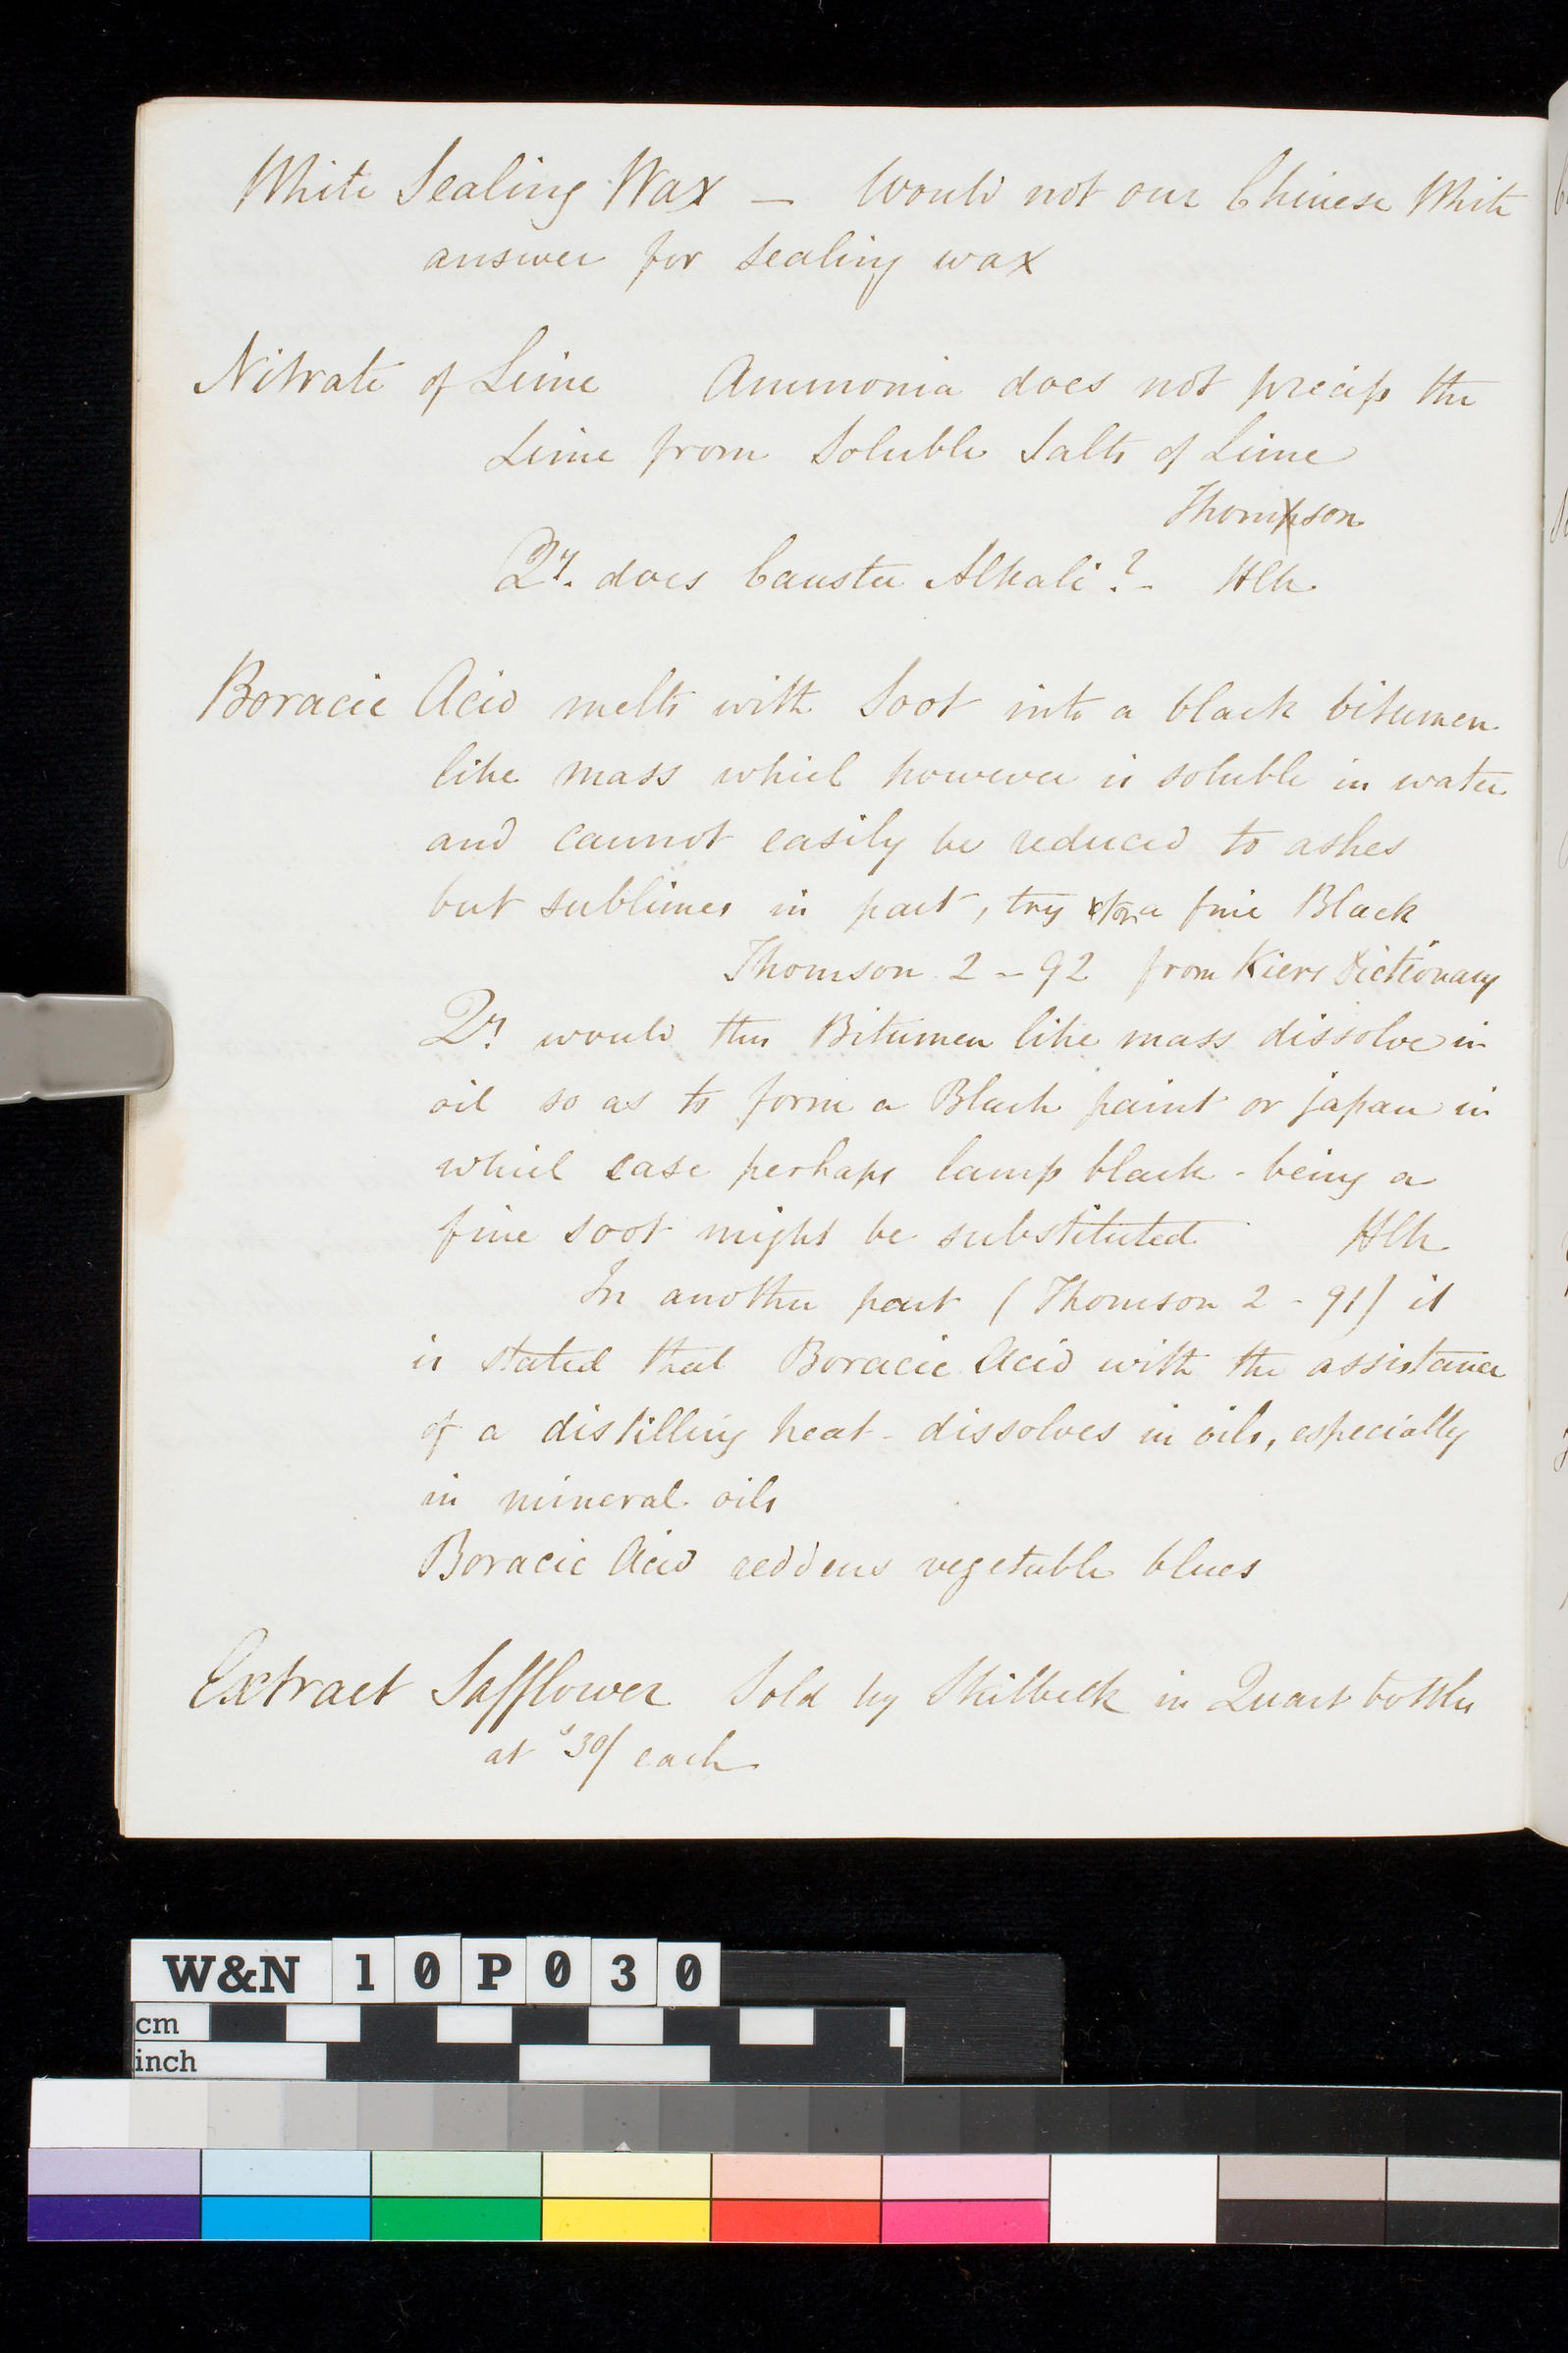 White Sealing Wax — Would not our Chinese White
answer for sealing wax
Nitrate of Lime Ammonia does not precip the
Lime from Soluble Salts of Lime
Thompson
Qy. does Caustic Alkali?- HCh
Boracic Acid melts with Soot into a black bitumen
like mass which however is soluble in water
and cannot easily be reduced to ashes
but sublimes in part, try for a fine Black
Thomson 2-92 from Kiers Dictionary
Qy. would this Bitumen like mass dissolve in
oil so as to form a Black paint or japan in
which case perhaps lamp black - being a
fine soot might be substituted HCh
In another part (Thomson 2-91) it
is stated that Boracic Acid with the assistance
of a distilling heat - dissolves in oils, especially
in mineral oils
Boracic Acid reddens vegetable blues
Extract Safflower Sold by Skilbeck in Quart bottles
at s30/ each
W&N 10P030
cm
inch